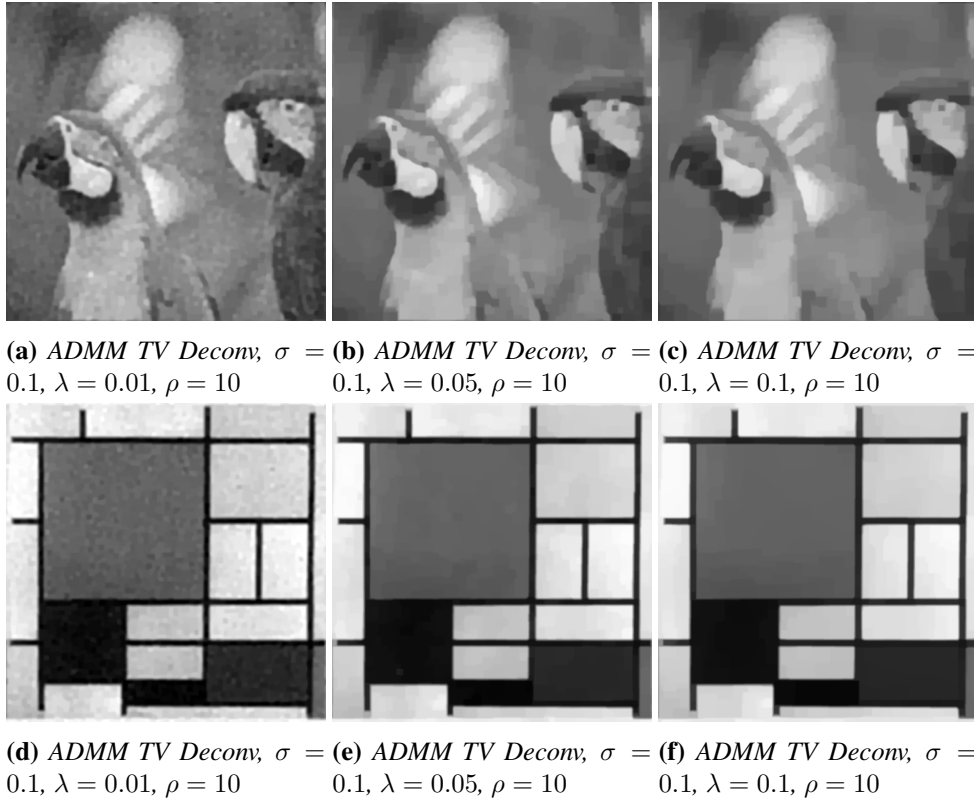 (a) ADMM TV Deconv, σ =
0.1, λ = 0.01, ρ = 10
(b) ADMM TV Deconv, σ =
0.1, λ = 0.05, ρ = 10
(c) ADMM TV Deconv, σ =
0.1, λ = 0.1, ρ = 10
(d) ADMM TV Deconv, σ =
0.1, λ = 0.01, ρ = 10
(e) ADMM TV Deconv, σ =
0.1, λ = 0.05, ρ = 10
(f) ADMM TV Deconv, σ =
0.1, λ = 0.1, ρ = 10